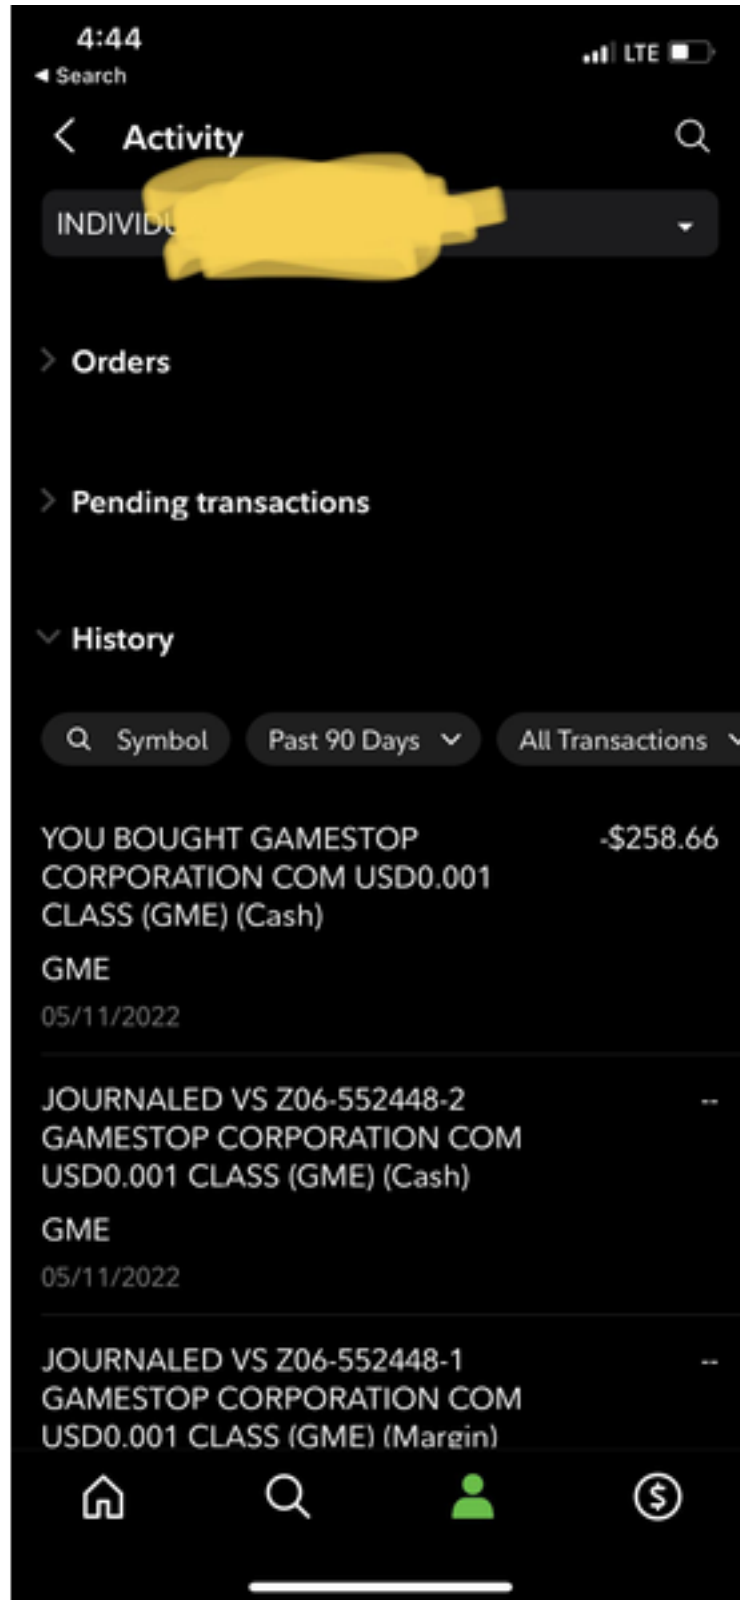 4:44
LTE
◀ Search
Activity
Orders
Pending transactions
History
Symbol
Past 90 Days
All Transactions
YOU BOUGHT GAMESTOP
-$258.66
CORPORATION COM USD0.001
CLASS (GME) (Cash)
GME
05/11/2022
JOURNALED VS Z06-552448-2
--
GAMESTOP CORPORATION COM
USD0.001 CLASS (GME) (Cash)
GME
05/11/2022
JOURNALED VS Z06-552448-1
--
GAMESTOP CORPORATION COM
USD0.001 CLASS (GME) (Margin)
$